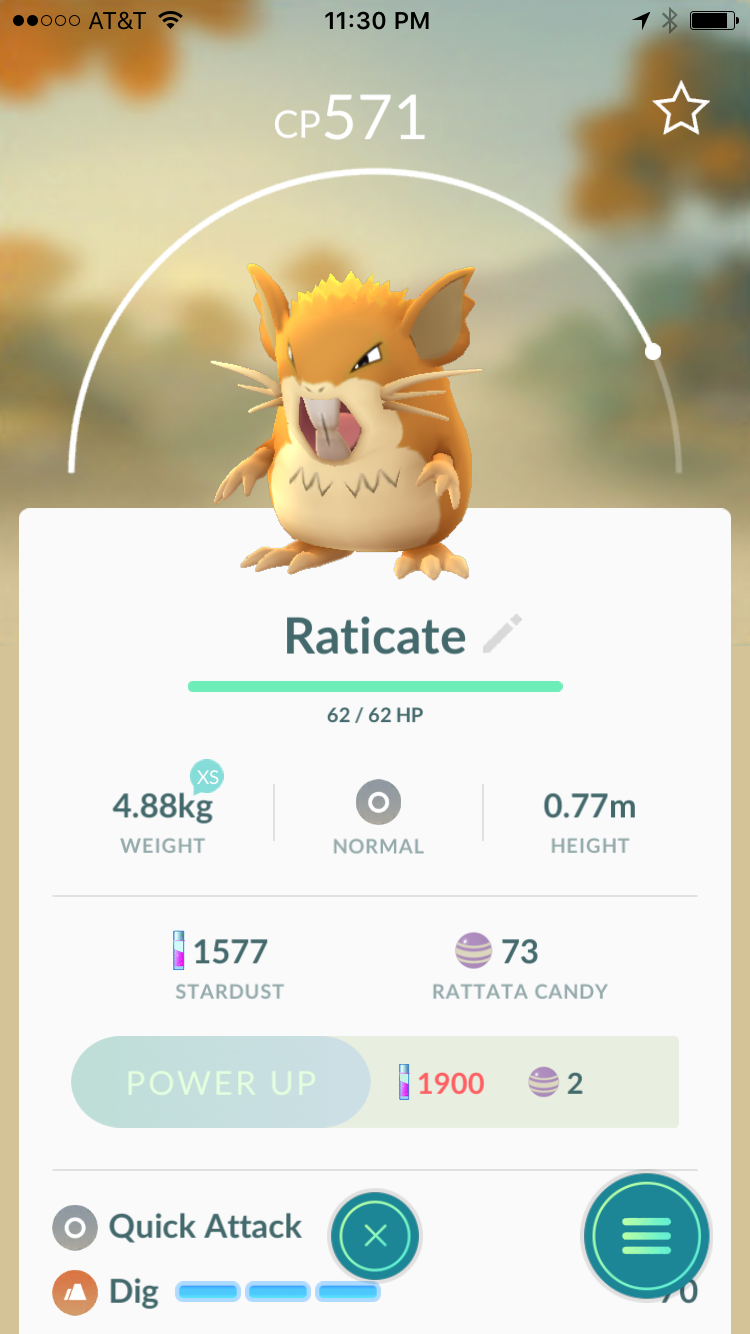 AT&T 11:30 PM
CP571
Raticate
62 / 62 HP
XS
4.88kg 0.77m
WEIGHT NORMAL HEIGHT
1577 73
STARDUST RATTATA CANDY
POWER UP 1900 2
Quick Attack
Dig 70